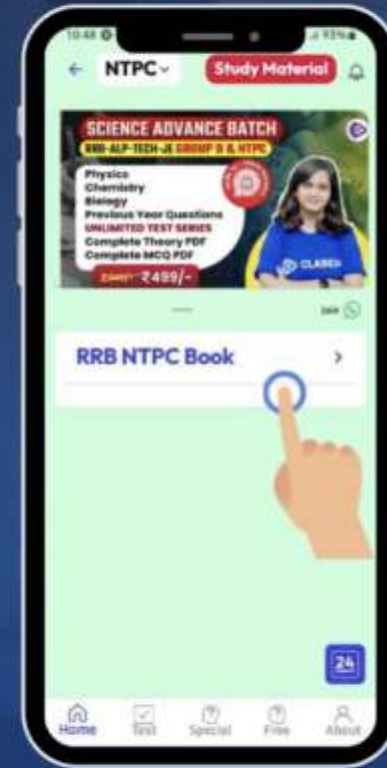 10:48
93%
← NTPC
Study Material
SCIENCE ADVANCE BATCH
RRB-ALP-TECH-JE GROUP D & NTPC
Physics
Chemistry
Biology
Previous Year Questions
UNLIMITED TEST SERIES
Complete Theory PDF
Complete MCQ PDF
₹499/-
Join
RRB NTPC Book >
24
Home Test Special Free About